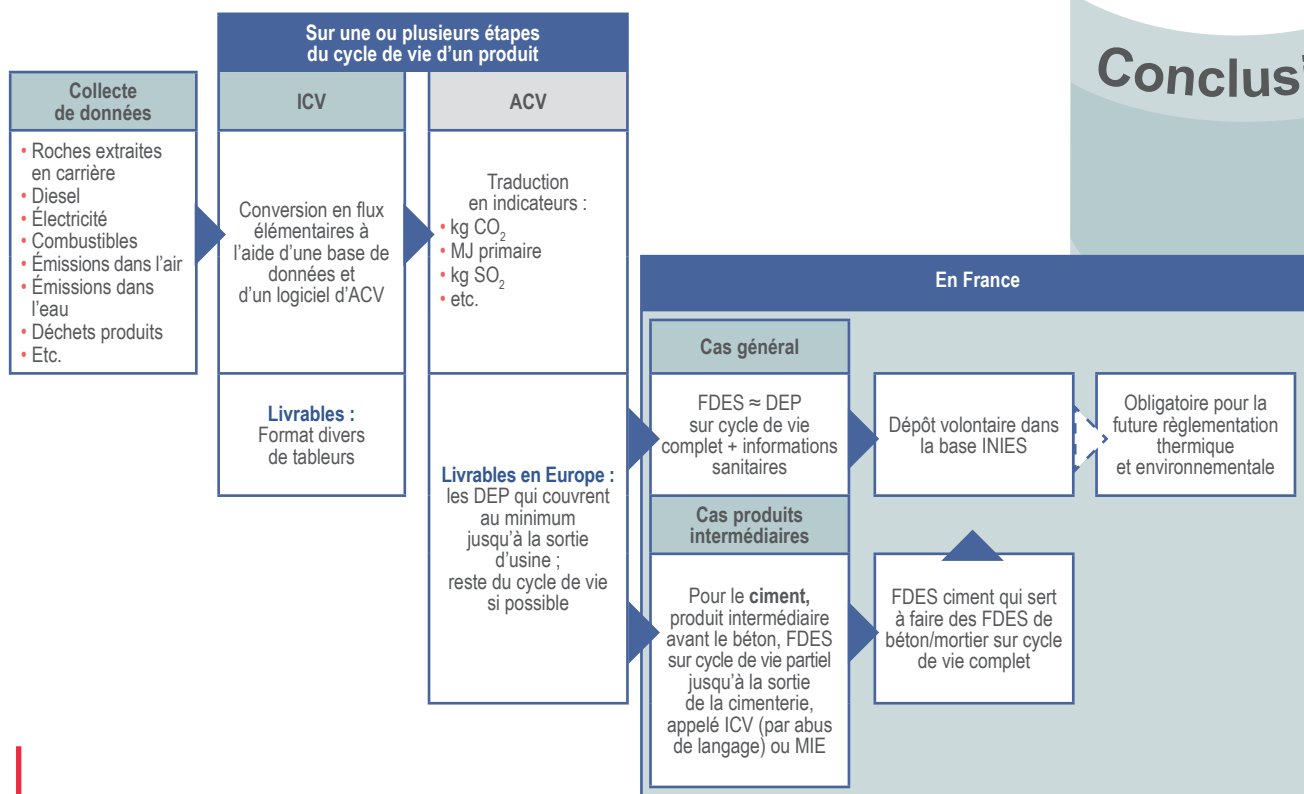 Conclus
Sur une ou plusieurs étapes
du cycle de vie d'un produit
Collecte
de données
ICV
ACV
• Roches extraites
en carrière
• Diesel
• Électricité
• Combustibles
• Émissions dans l'air
• Émissions dans
l'eau
• Déchets produits
• Etc.
Conversion en flux
élémentaires à
l'aide d'une base de
données et
d'un logiciel d'ACV
Traduction
en indicateurs :
• kg CO₂
• MJ primaire
• kg SO₂
• etc.
Livrables :
Format divers
de tableurs
Livrables en Europe :
les DEP qui couvrent
au minimum
jusqu'à la sortie
d'usine ;
reste du cycle de vie
si possible
En France
Cas général
FDES ≈ DEP
sur cycle de vie
complet + informations
sanitaires
Dépôt volontaire dans
la base INIES
Obligatoire pour la
future règlementation
thermique
et environnementale
Cas produits
intermédiaires
Pour le ciment,
produit intermédiaire
avant le béton, FDES
sur cycle de vie partiel
jusqu'à la sortie
de la cimenterie,
appelé ICV (par abus
de langage) ou MIE
FDES ciment qui sert
à faire des FDES de
béton/mortier sur cycle
de vie complet